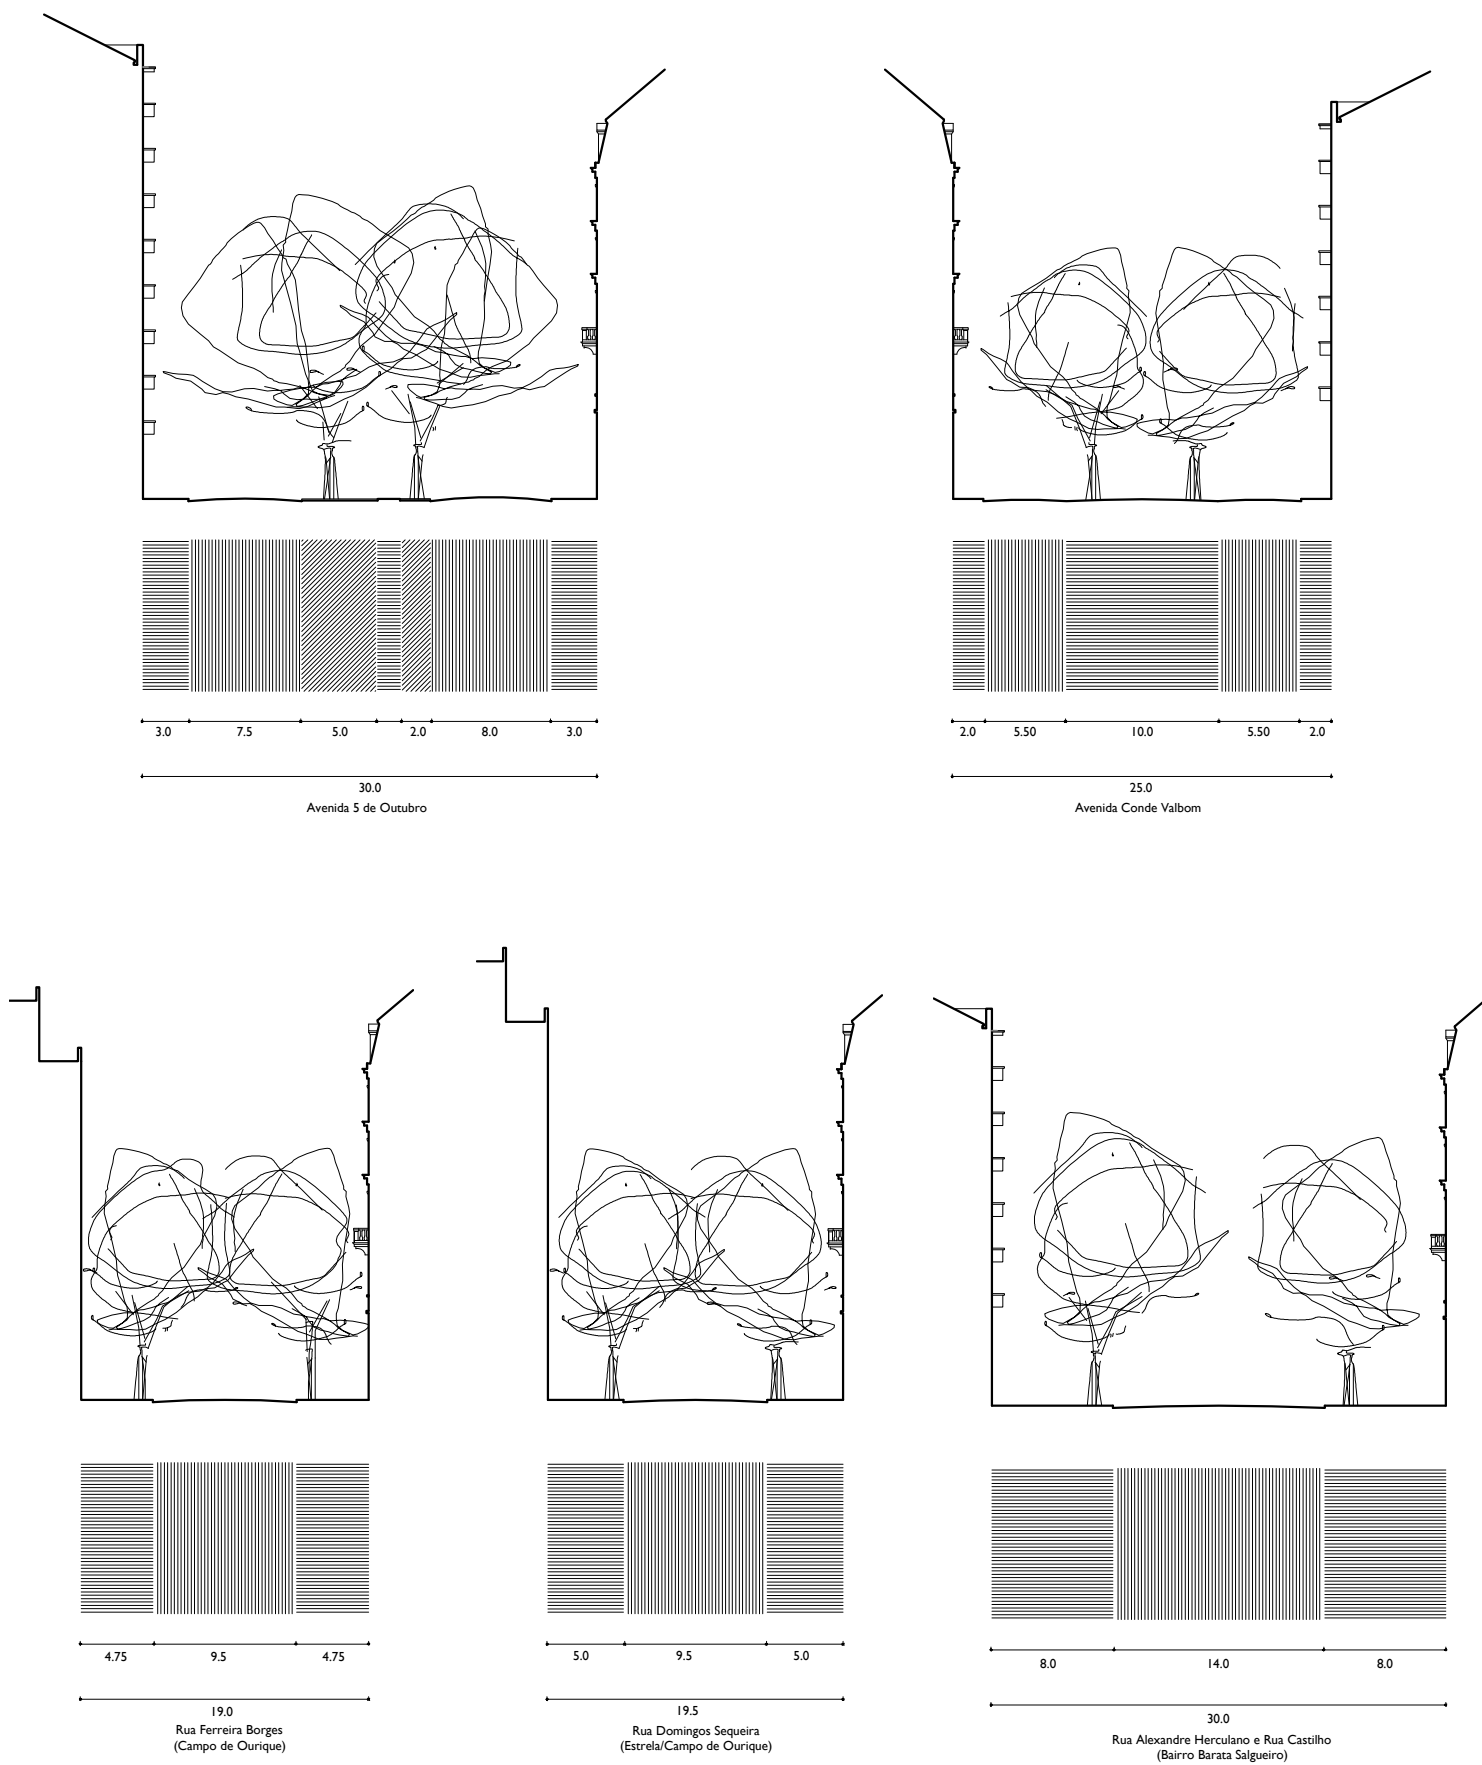 3.0 7.5 5.0 2.0 8.0 3.0
30.0
Avenida 5 de Outubro
2.0 5.50 10.0 5.50 2.0
25.0
Avenida Conde Valbom
4.75 9.5 4.75
19.0
Rua Ferreira Borges
(Campo de Ourique)
5.0 9.5 5.0
19.5
Rua Domingos Sequeira
(Estrela/Campo de Ourique)
8.0 14.0 8.0
30.0
Rua Alexandre Herculano e Rua Castilho
(Bairro Barata Salgueiro)